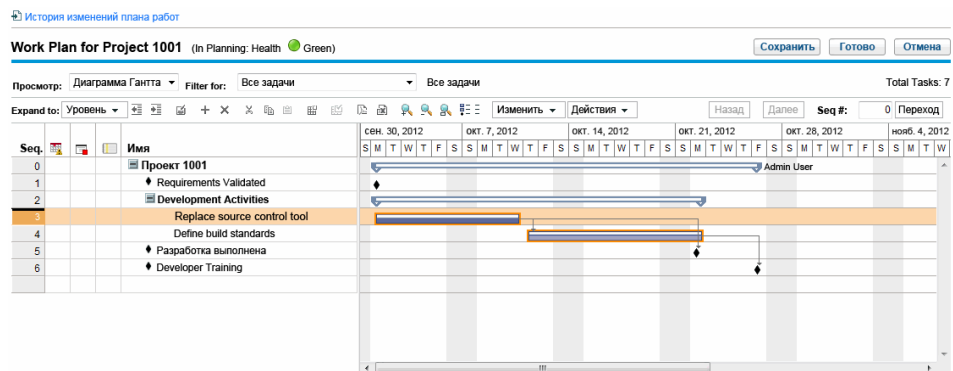 История изменений плана работ
Work Plan for Project 1001 (In Planning: Health Green) Сохранить Готово Отмена
Просмотр: Диаграмма Гантта Filter for: Все задачи Все задачи Total Tasks: 7
Expand to: Уровень Изменить Действия Назад Далее Seq #: 0 Переход
сен. 30, 2012 окт. 7, 2012 окт. 14, 2012 окт. 21, 2012 окт. 28, 2012 нояб. 4, 2012
Seq. Имя S M T W T F S S M T W T F S S M T W T F S S M T W T F S S M T W T F S S M T W
0 Проект 1001 Admin User
1 Requirements Validated
2 Development Activities
3 Replace source control tool
4 Define build standards
5 Разработка выполнена
6 Developer Training